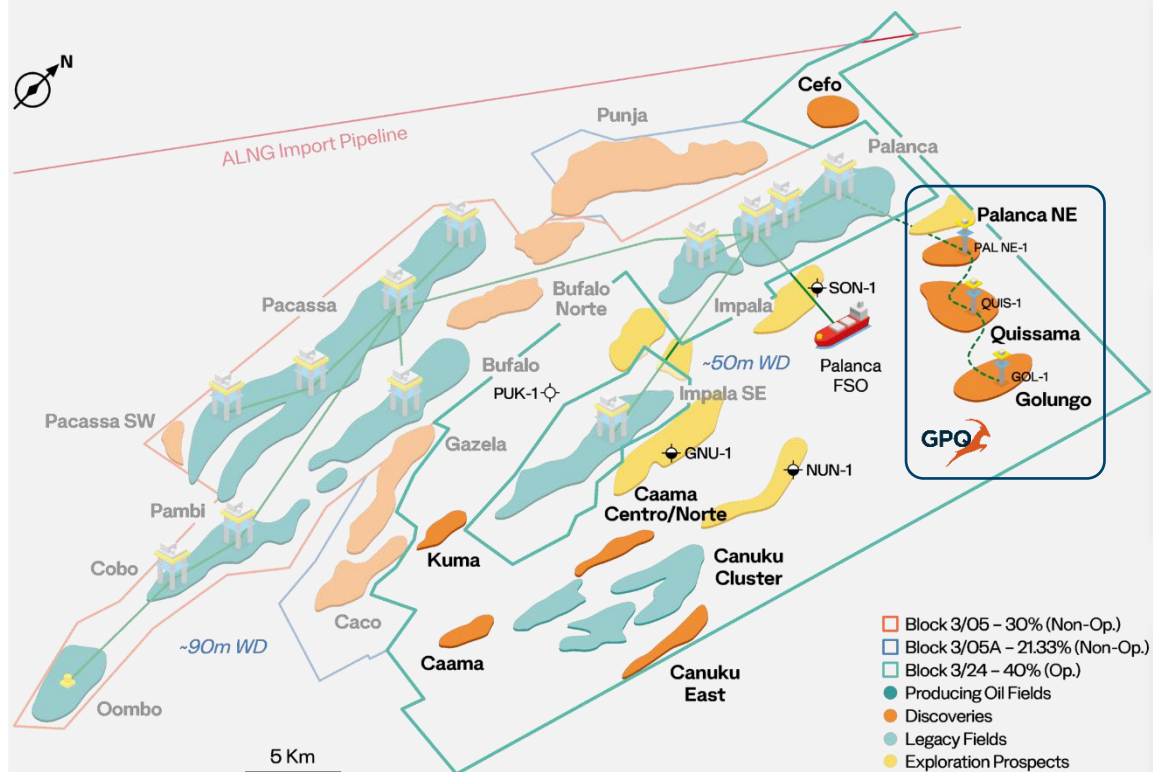 N
Cefo
Punja
ALNG Import Pipeline
Palanca
Palanca NE
PAL NE-1
Pacassa
Bufalo
Norte
SON-1
QUIS-1
Impala
Quissama
Palanca
FSO
~50m WD
Bufalo
PUK-1
Impala SE
GOL-1
Golungo
Pacassa SW
GPQ
Gazela
GNU-1
NUN-1
Caama
Centro/Norte
Pambi
Kuma
Canuku
Cluster
Cobo
Caco
~90m WD
Caama
Canuku
East
Oombo
5 Km
Block 3/05 – 30% (Non-Op.)
Block 3/05A – 21.33% (Non-Op.)
Block 3/24 – 40% (Op.)
Producing Oil Fields
Discoveries
Legacy Fields
Exploration Prospects